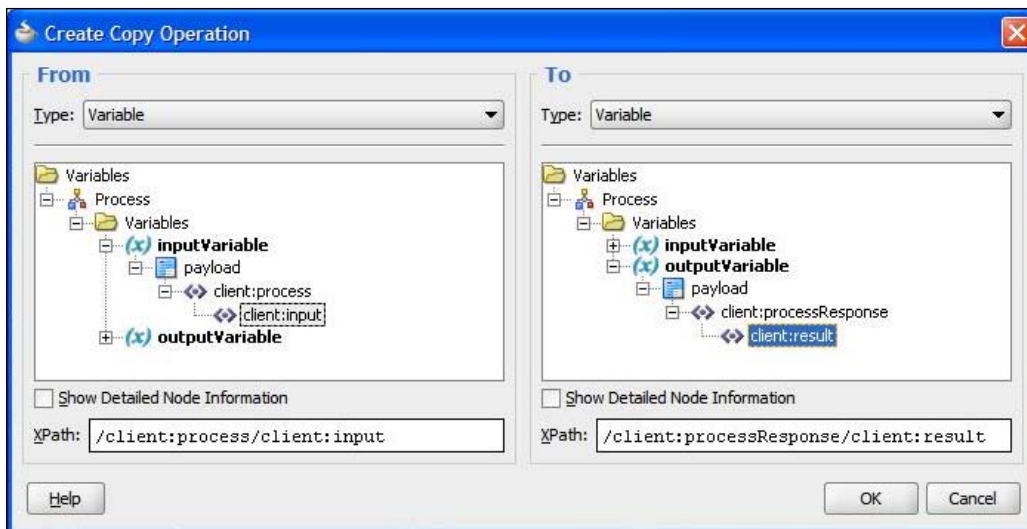 Create Copy Operation
From
Type: Variable
Variables
Process
Variables
(x) inputVariable
payload
client:process
client:input
(x) outputVariable
Show Detailed Node Information
XPath: /client:process/client:input
To
Type: Variable
Variables
Process
Variables
(x) inputVariable
(x) outputVariable
payload
client:processResponse
client:result
Show Detailed Node Information
XPath: /client:processResponse/client:result
Help
OK
Cancel